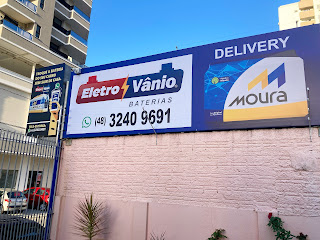 DELIVERY
Eletro Vânio
BATERIAS
(48) 3240 9691
MOURA